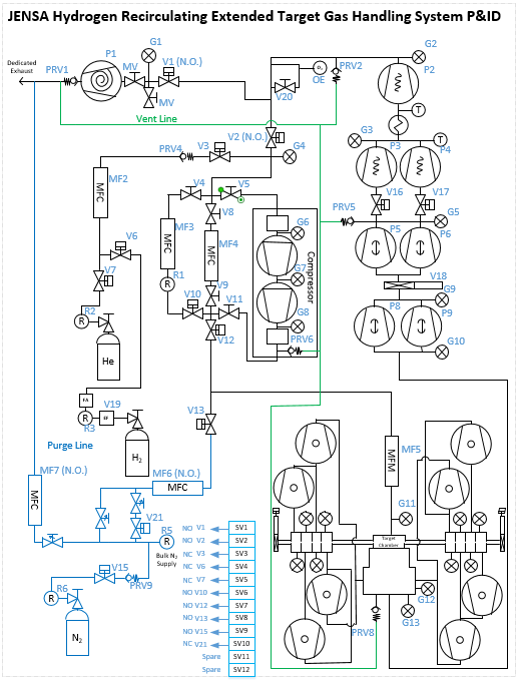 JENSA Hydrogen Recirculating Extended Target Gas Handling System P&ID
G1
G2
Dedicated
Exhaust
PRV1
P1
MV
V1 (N.O.)
OE
PRV2
P2
MV
V20
T
Vent Line
V2 (N.O.)
G3
T
PRV4
V3
G4
P3
P4
MF2
MFC
V4
V5
V16
V17
V8
PRV5
G5
MF3
MFC
MF4
MFC
G6
P5
P6
V6
G7
Compressor
V7
R1
R
V18
V9
G9
V10
V11
G8
P8
P9
R2
R
V12
PRV6
G10
He
FA
V19
R
R3
EF
V13
H2
MF5
MFM
Purge Line
MF7 (N.O.)
MF6 (N.O.)
MFC
MFC
G11
V21
R5
R
Bulk N2
Supply
Target
Chamber
V15
PRV9
R6
R
G12
G13
PRV8
N2
NO V1 SV1
NO V2 SV2
NC V3 SV3
NC V6 SV4
NC V7 SV5
NO V10 SV6
NO V12 SV7
NO V13 SV8
NO V15 SV9
NC V21 SV10
Spare SV11
Spare SV12